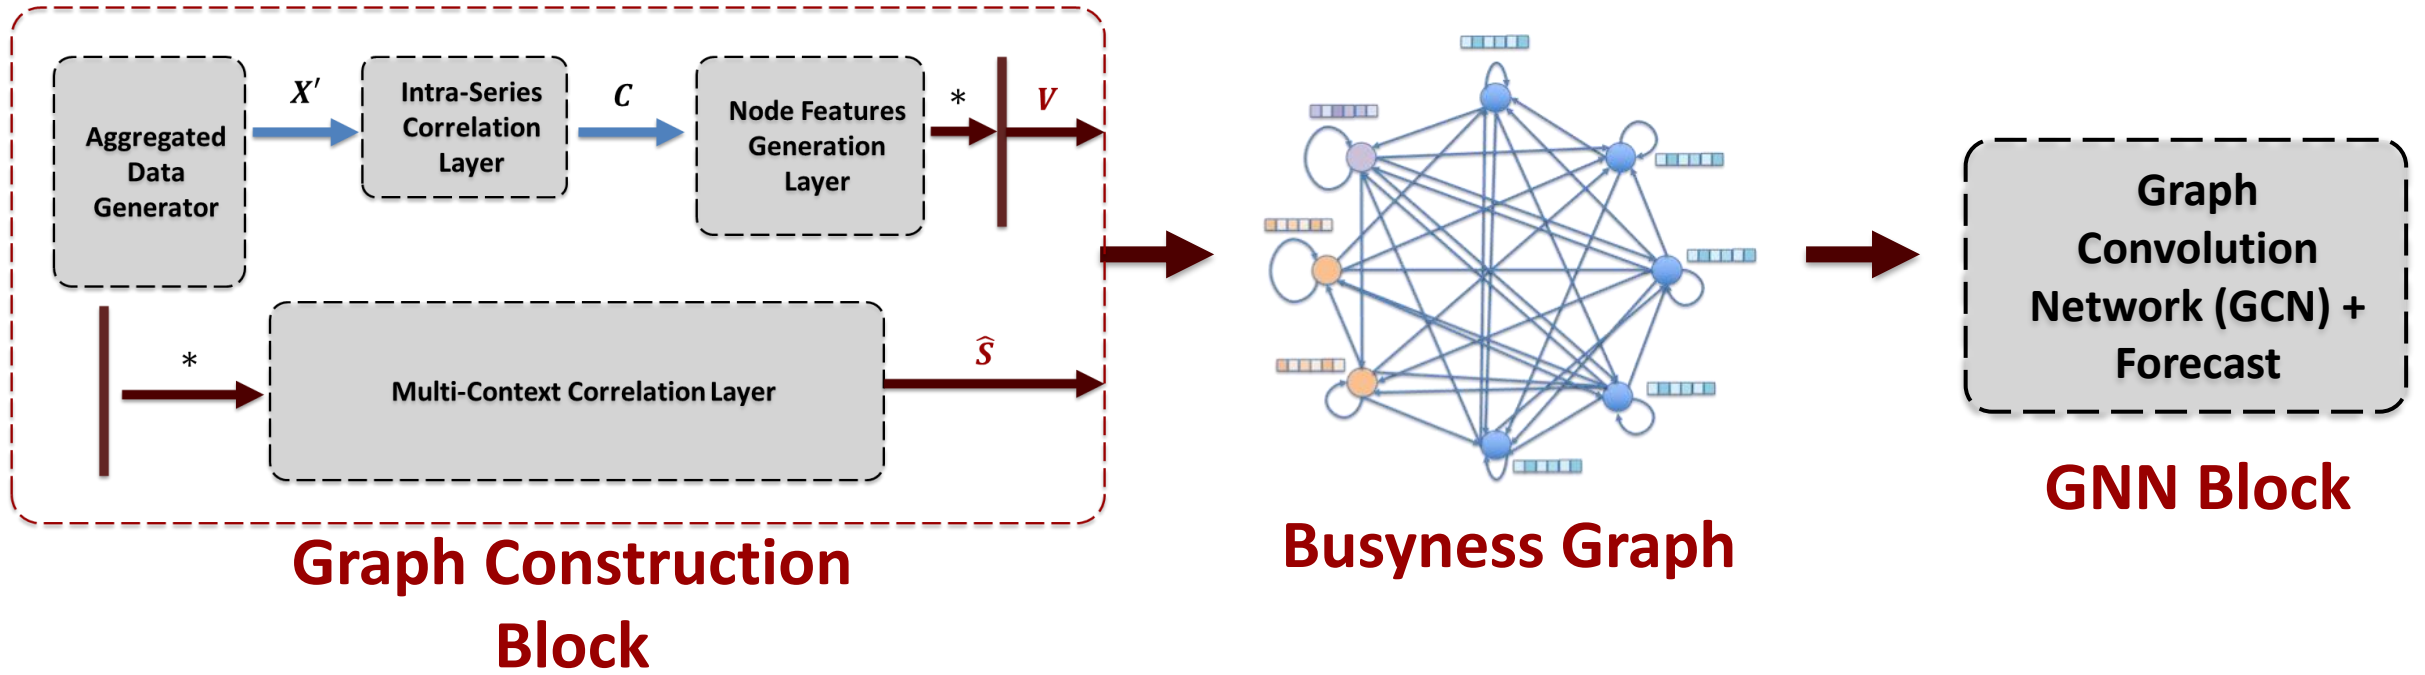 Aggregated
Data
Generator
X′
Intra-Series
Correlation
Layer
C
Node Features
Generation
Layer
*
V
*
Multi-Context Correlation Layer
Ŝ
Graph Construction
Block
Busyness Graph
Graph
Convolution
Network (GCN) +
Forecast
GNN Block